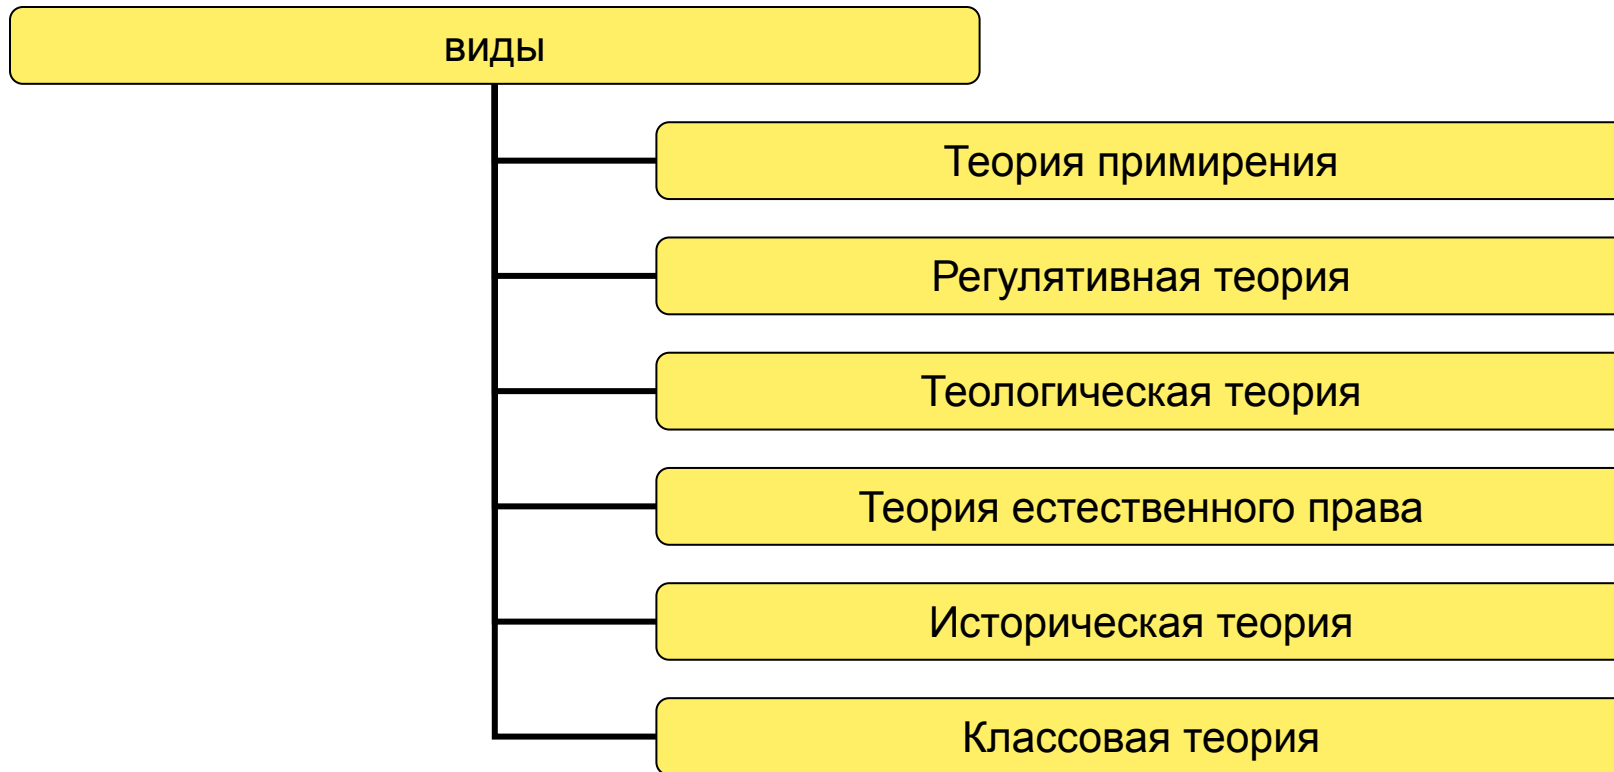 виды
Теория примирения
Регулятивная теория
Теологическая теория
Теория естественного права
Историческая теория
Классовая теория